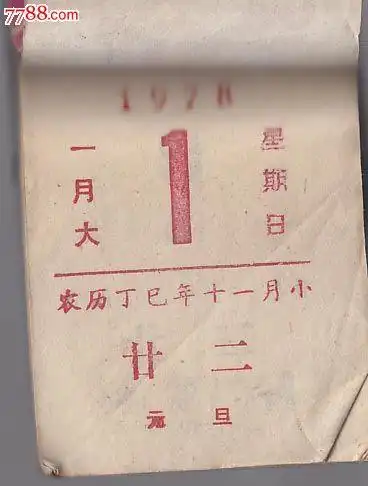 7788.com
1978
一月大
1
星期日
农历丁巳年十一月小
廿二
元旦